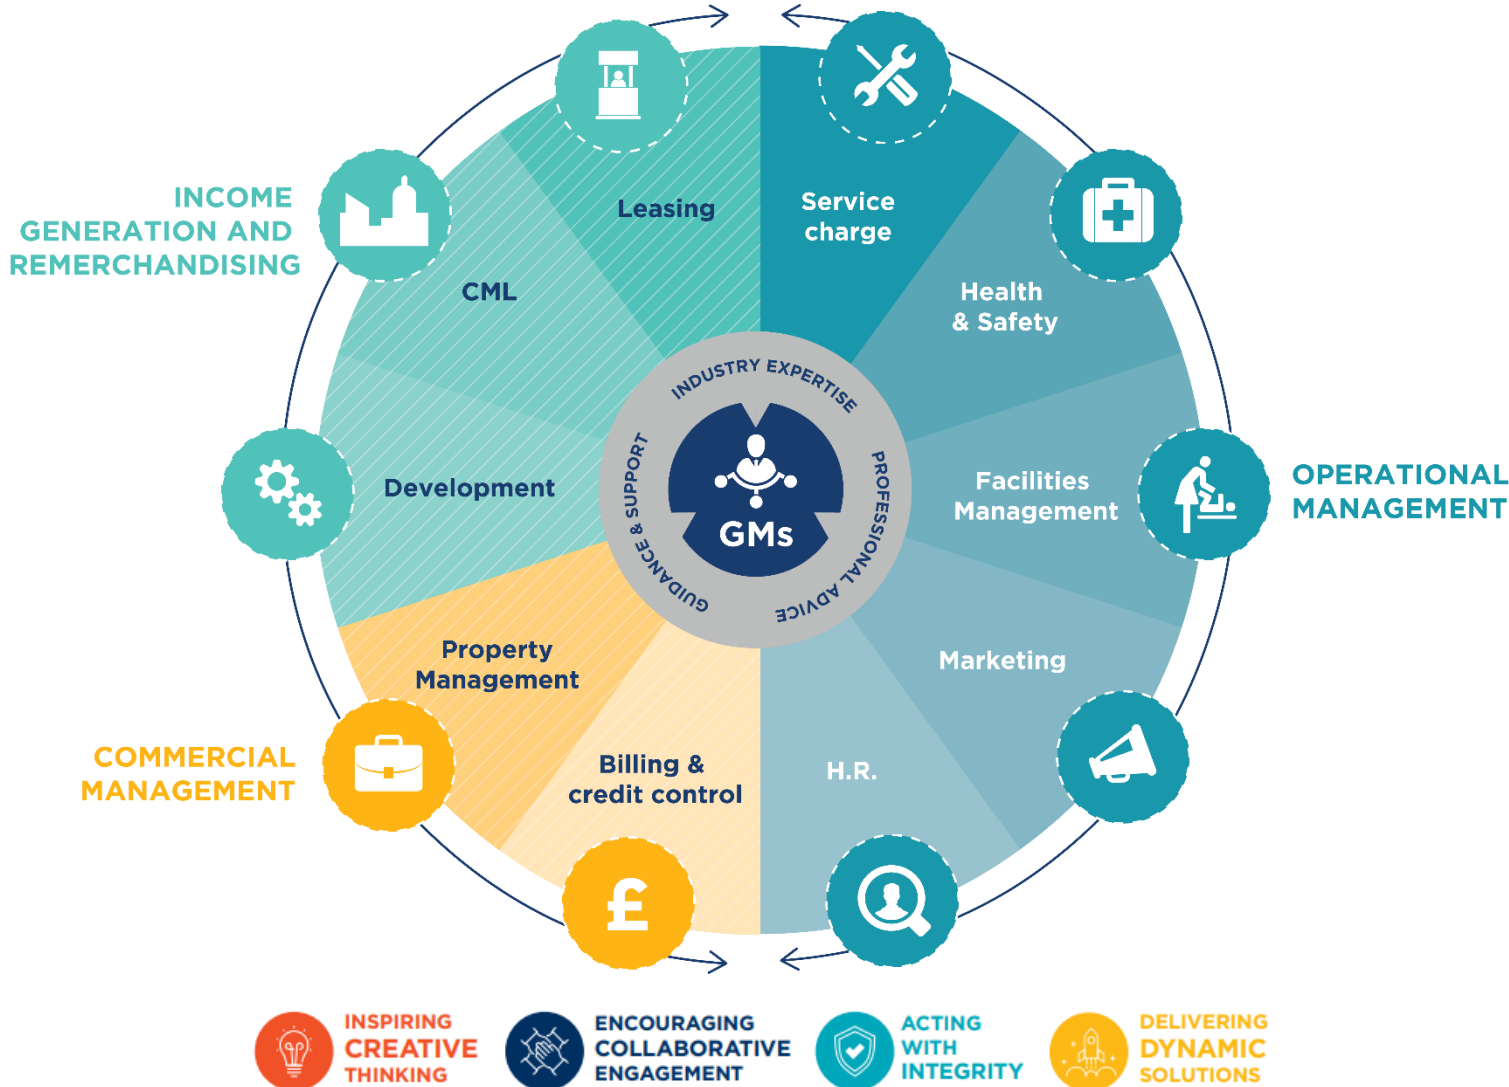 INCOME
GENERATION AND
REMERCHANDISING
Leasing
CML
Development
Service
charge
Health
& Safety
Facilities
Management
Marketing
H.R.
OPERATIONAL
MANAGEMENT
INDUSTRY EXPERTISE
PROFESSIONAL ADVICE
GUIDANCE & SUPPORT
GMs
Property
Management
Billing &
credit control
£
COMMERCIAL
MANAGEMENT
INSPIRING
CREATIVE
THINKING
ENCOURAGING
COLLABORATIVE
ENGAGEMENT
ACTING
WITH
INTEGRITY
DELIVERING
DYNAMIC
SOLUTIONS